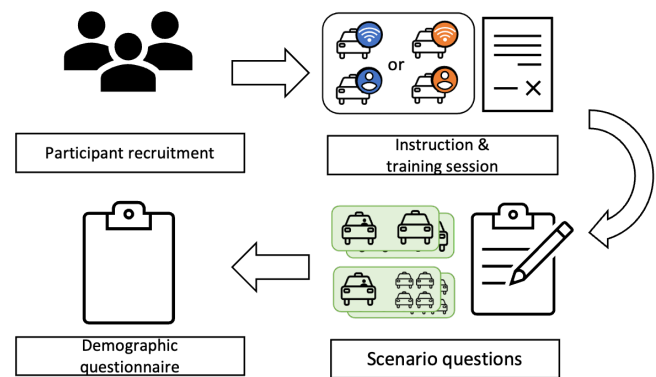 or
Participant recruitment
Instruction &
training session
Demographic
questionnaire
Scenario questions